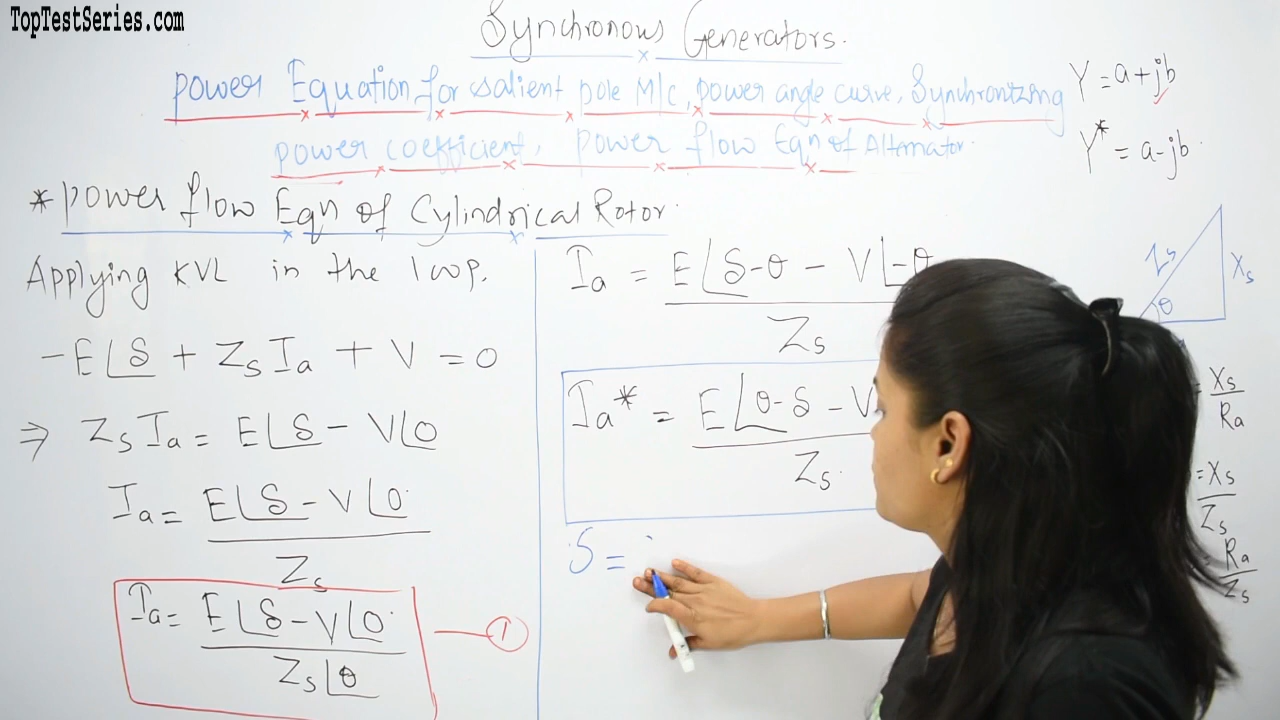 TopTestSeries.com
Synchronous Generators.
Power Equation for salient pole M/c, power angle curve, Synchronizing
power coefficient, power flow Eqn of Alternator.
Y = a+jb
Y* = a-jb
* Power flow Eqn of Cylindrical Rotor.
Applying KVL in the loop.
-E∠δ + ZsIa + V = 0
⇒ ZsIa = E∠δ - V∠0
Ia = E∠δ - V∠0
Zs
Ia = E∠δ - V∠0
Zs∠θ
1
Ia = E∠δ-θ - V∠-θ
Zs
Ia* = E∠θ-δ - V
Zs
S =
Zs
Xs
θ
= Xs
Ra
= Xs
Zs
= Ra
Zs